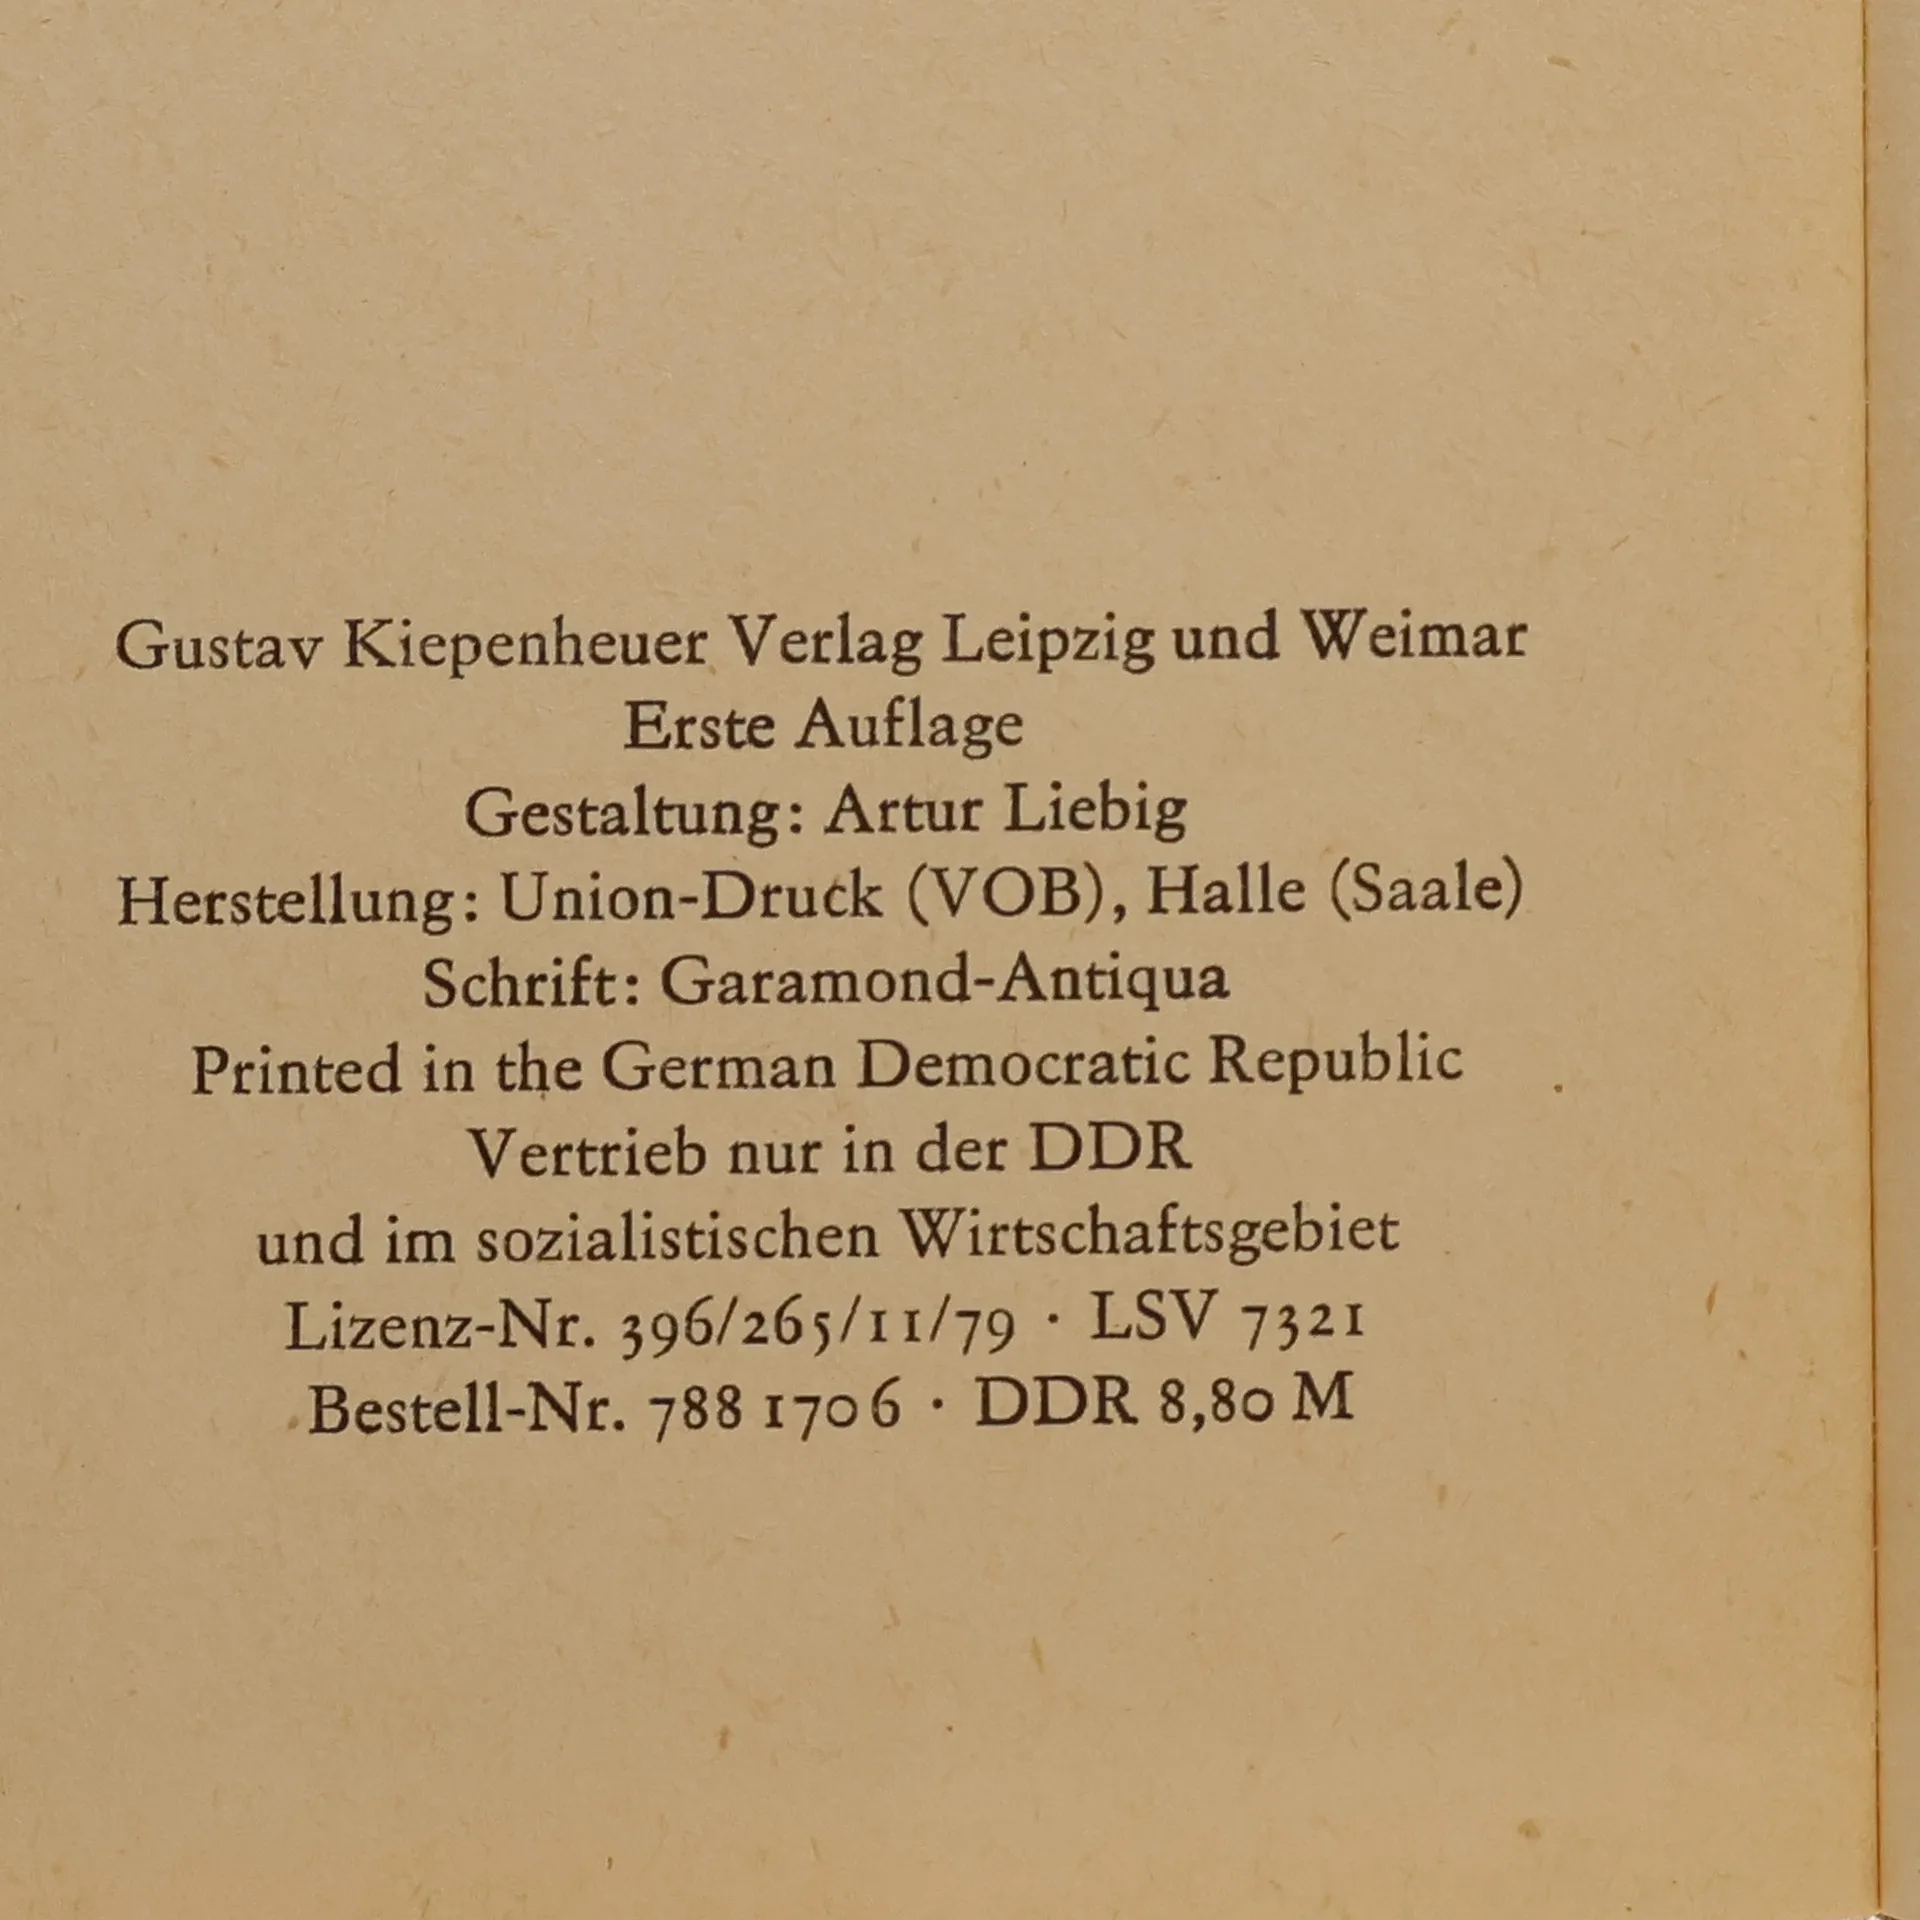 Gustav Kiepenheuer Verlag Leipzig und Weimar
Erste Auflage
Gestaltung: Artur Liebig
Herstellung: Union-Druck (VOB), Halle (Saale)
Schrift: Garamond-Antiqua
Printed in the German Democratic Republic
Vertrieb nur in der DDR
und im sozialistischen Wirtschaftsgebiet
Lizenz-Nr. 396/265/11/79 · LSV 7321
Bestell-Nr. 788 1706 · DDR 8,80 M